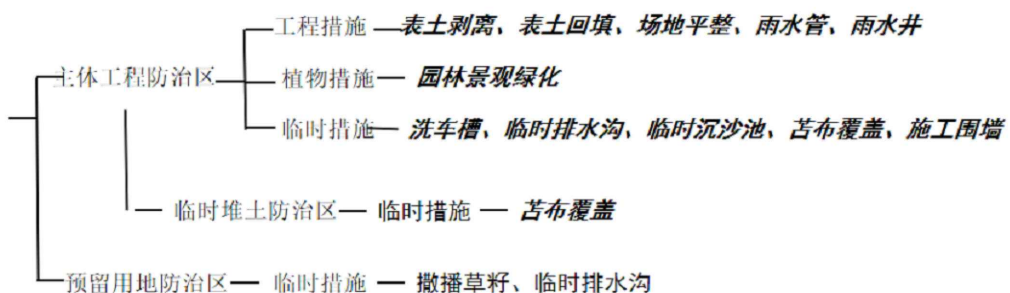 工程措施 表土剥离、表土回填、场地平整、雨水管、雨水井
主体工程防治区 植物措施 园林景观绿化
临时措施 洗车槽、临时排水沟、临时沉沙池、苫布覆盖、施工围墙
临时堆土防治区 临时措施 苫布覆盖
预留用地防治区 临时措施 撒播草籽、临时排水沟